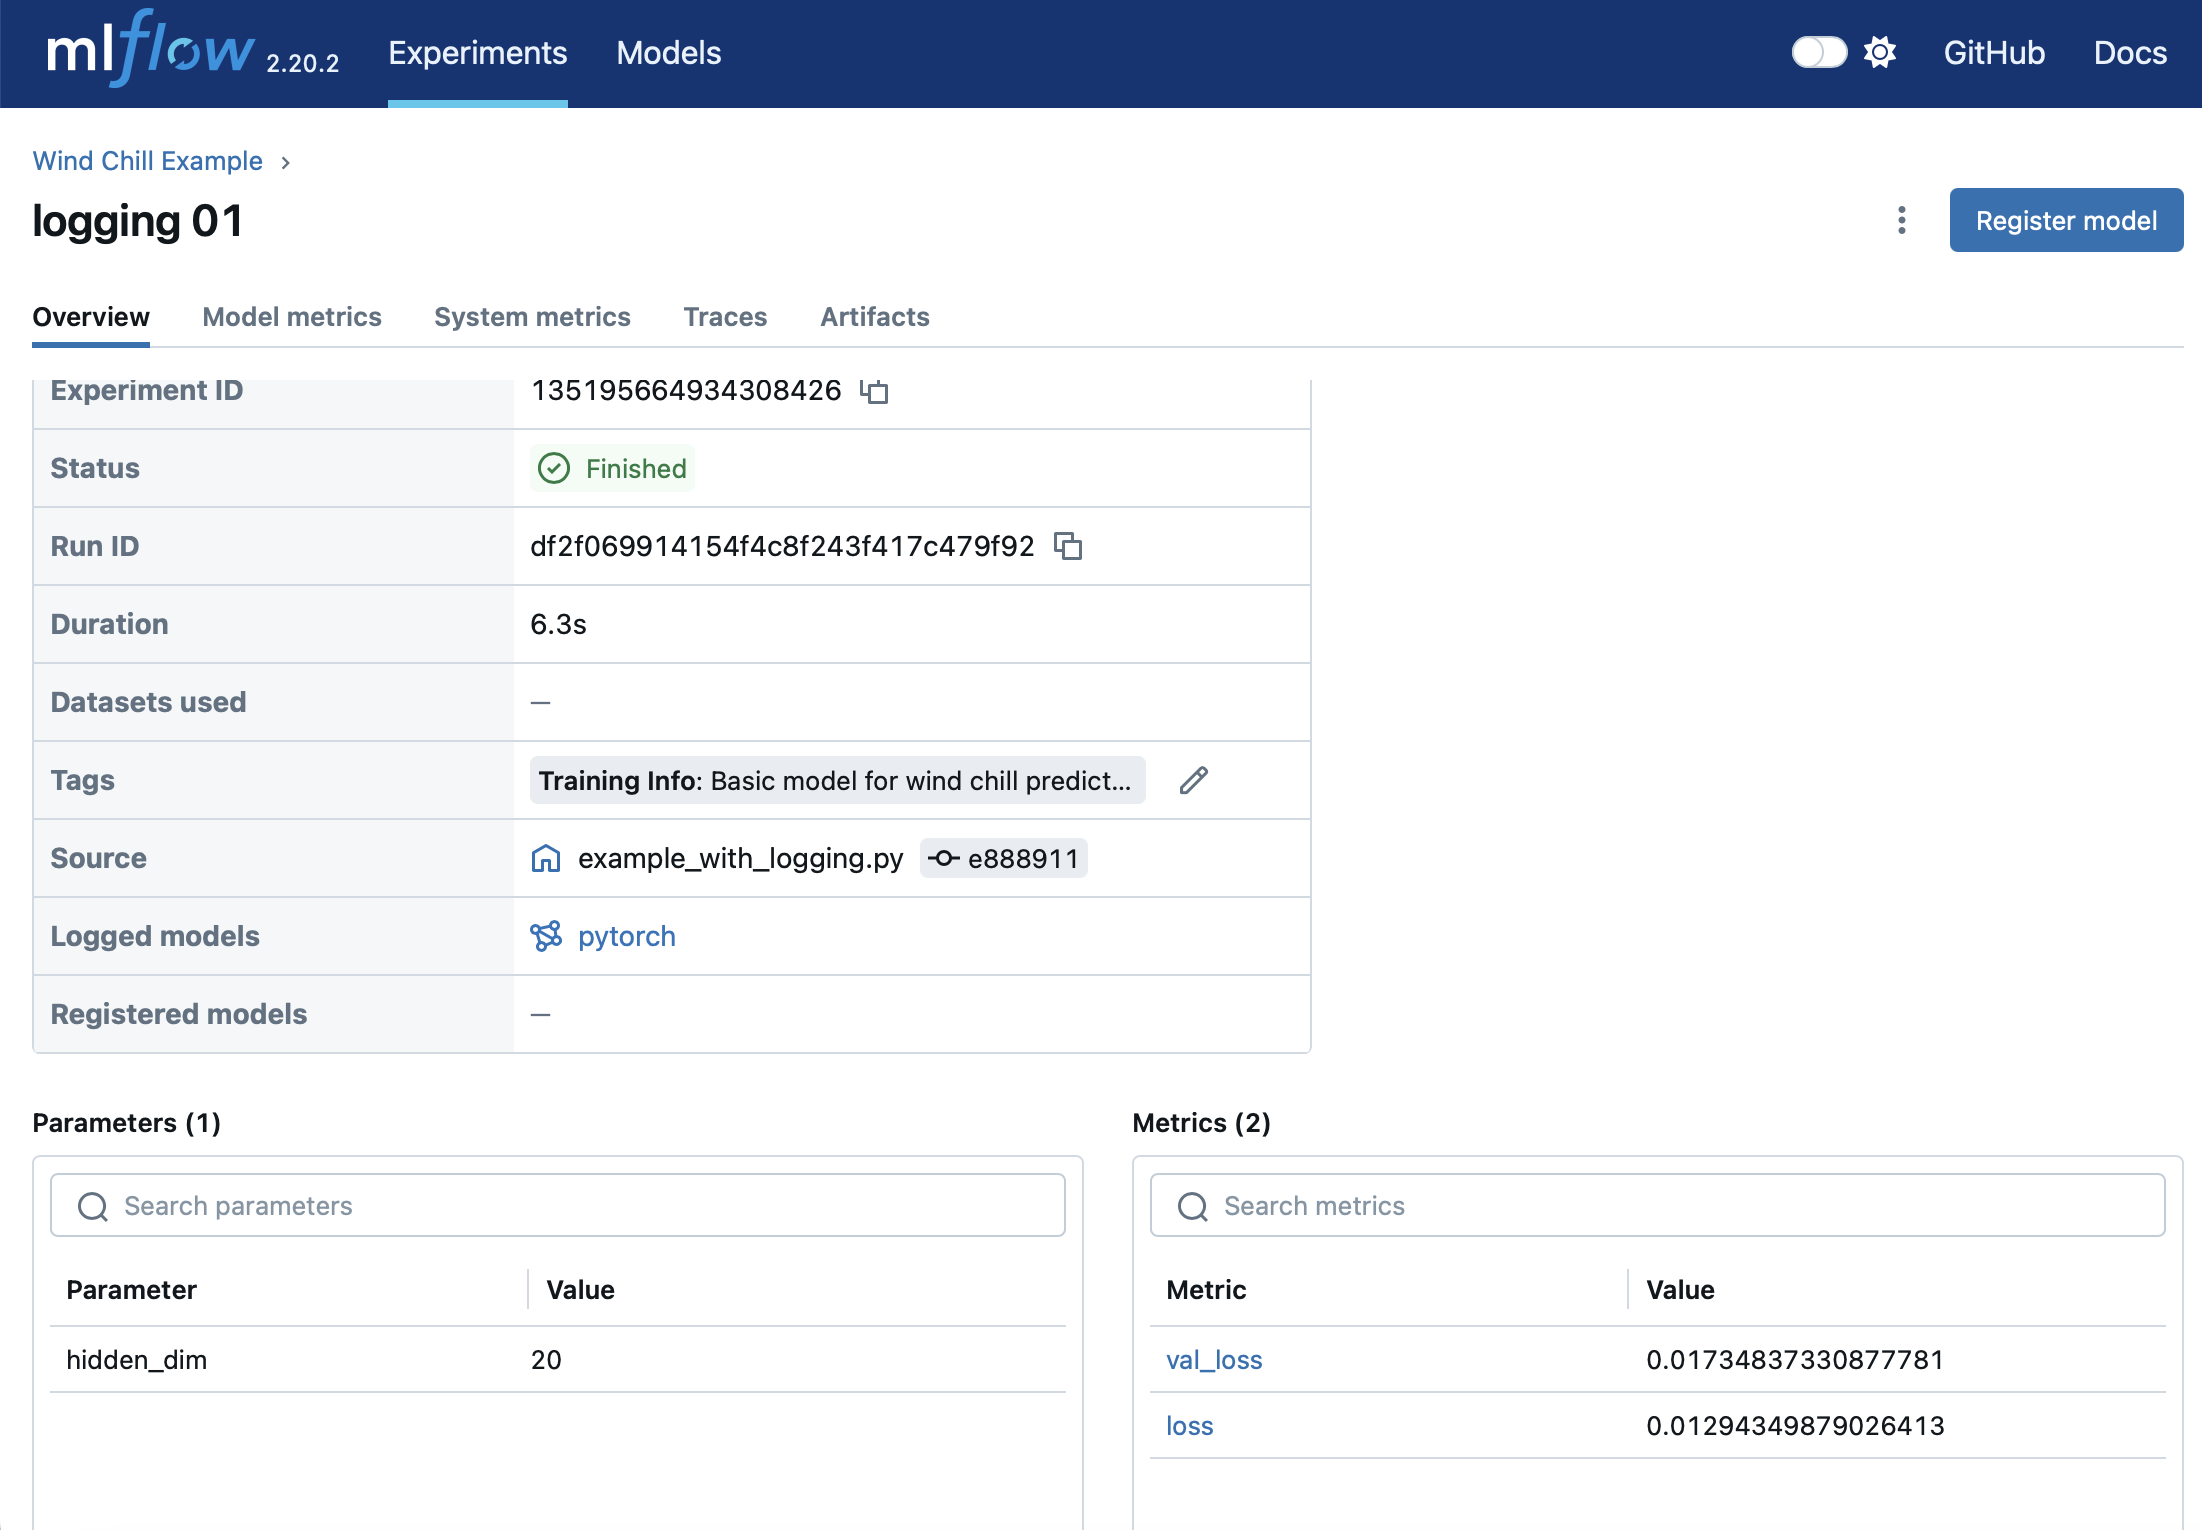 mlflow 2.20.2 Experiments Models GitHub Docs
Wind Chill Example
logging 01
Register model
Overview Model metrics System metrics Traces Artifacts
Experiment ID 135195664934308426
Status Finished
Run ID df2f069914154f4c8f243f417c479f92
Duration 6.3s
Datasets used —
Tags Training Info: Basic model for wind chill predict...
Source example_with_logging.py e888911
Logged models pytorch
Registered models —
Parameters (1)
Search parameters
Parameter Value
hidden_dim 20
Metrics (2)
Search metrics
Metric Value
val_loss 0.01734837330877781
loss 0.01294349879026413